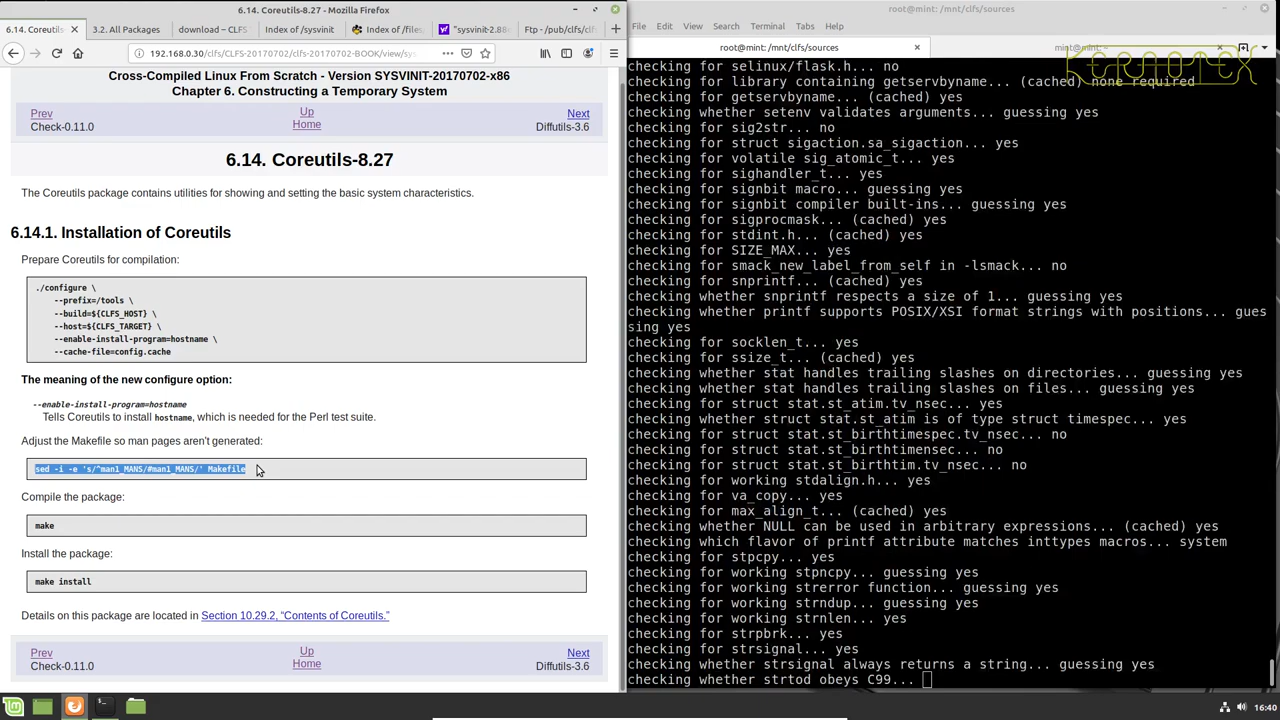 6.14. Coreutils-8.27 - Mozilla Firefox
6.14. Coreutils
3.2. All Packages
download – CLFS
Index of /sysvinit
Index of /files
"sysvinit-2.88
Ftp - /pub/clfs/c
192.168.0.30/clfs/CLFS-20170702/clfs-20170702-BOOK/view/sy
Cross-Compiled Linux From Scratch - Version SYSVINIT-20170702-x86
Chapter 6. Constructing a Temporary System
Prev
Up
Next
Check-0.11.0
Home
Diffutils-3.6
6.14. Coreutils-8.27
The Coreutils package contains utilities for showing and setting the basic system characteristics.
6.14.1. Installation of Coreutils
Prepare Coreutils for compilation:
./configure \
--prefix=/tools \
--build=${CLFS_HOST} \
--host=${CLFS_TARGET} \
--enable-install-program=hostname \
--cache-file=config.cache
The meaning of the new configure option:
--enable-install-program=hostname
Tells Coreutils to install hostname, which is needed for the Perl test suite.
Adjust the Makefile so man pages aren't generated:
sed -i -e 's/^man1_MANS/#man1_MANS/' Makefile
Compile the package:
make
Install the package:
make install
Details on this package are located in Section 10.29.2, “Contents of Coreutils.”
Prev
Up
Next
Check-0.11.0
Home
Diffutils-3.6
root@mint: /mnt/clfs/sources
File Edit View Search Terminal Tabs Help
root@mint: /mnt/clfs/sources
root@mint: ~
KERNOTEX
checking for selinux/flask.h... no
checking for library containing getservbyname... (cached) none required
checking for getservbyname... (cached) yes
checking whether setenv validates arguments... guessing yes
checking for sig2str... no
checking for struct sigaction.sa_sigaction... yes
checking for volatile sig_atomic_t... yes
checking for sighandler_t... yes
checking for signbit macro... guessing yes
checking for signbit compiler built-ins... guessing yes
checking for sigprocmask... (cached) yes
checking for stdint.h... (cached) yes
checking for SIZE_MAX... yes
checking for smack_new_label_from_self in -lsmack... no
checking for snprintf... (cached) yes
checking whether snprintf respects a size of 1... guessing yes
checking whether printf supports POSIX/XSI format strings with positions... gues
sing yes
checking for socklen_t... yes
checking for ssize_t... (cached) yes
checking whether stat handles trailing slashes on directories... guessing yes
checking whether stat handles trailing slashes on files... guessing yes
checking for struct stat.st_atim.tv_nsec... yes
checking whether struct stat.st_atim is of type struct timespec... yes
checking for struct stat.st_birthtimespec.tv_nsec... no
checking for struct stat.st_birthtimensec... no
checking for struct stat.st_birthtim.tv_nsec... no
checking for working stdalign.h... yes
checking for va_copy... yes
checking for max_align_t... (cached) yes
checking whether NULL can be used in arbitrary expressions... (cached) yes
checking which flavor of printf attribute matches inttypes macros... system
checking for stpcpy... yes
checking for working stpncpy... guessing yes
checking for working strerror function... guessing yes
checking for working strndup... guessing yes
checking for working strnlen... yes
checking for strpbrk... yes
checking for strsignal... yes
checking whether strsignal always returns a string... guessing yes
checking whether strtod obeys C99...
16:40